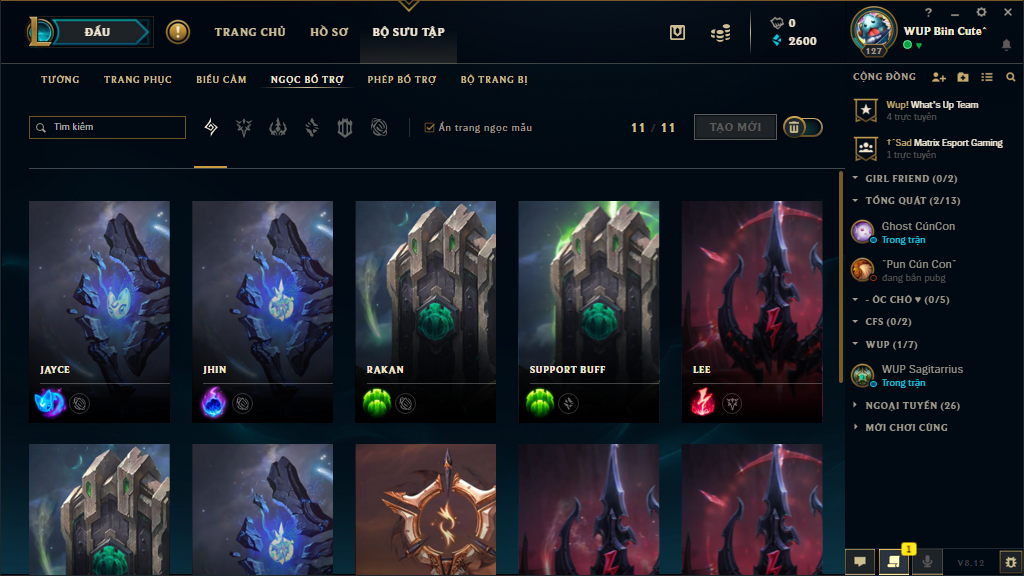 ĐẤU
TRANG CHỦ
HỒ SƠ
BỘ SƯU TẬP
0
2600
127
WUP Biin Cute^
TƯỚNG
TRANG PHỤC
BIỂU CẢM
NGỌC BỔ TRỢ
PHÉP BỔ TRỢ
BỘ TRANG BỊ
Tìm kiếm
Ẩn trang ngọc mẫu
11 / 11
TẠO MỚI
JAYCE
JHIN
RAKAN
SUPPORT BUFF
LEE
CỘNG ĐỒNG
Wup! What's Up Team
4 trực tuyến
†ˆSad Matrix Esport Gaming
1 trực tuyến
GIRL FRIEND (0/2)
TỔNG QUÁT (2/13)
Ghost CúnCon
Trong trận
ˆPun Cún Conˆ
đang bắn pubg
- ÓC CHÓ ♥ (0/5)
CFS (0/2)
WUP (1/7)
WUP Sagitarrius
Trong trận
NGOẠI TUYẾN (26)
MỜI CHƠI CÙNG
1
V8.12